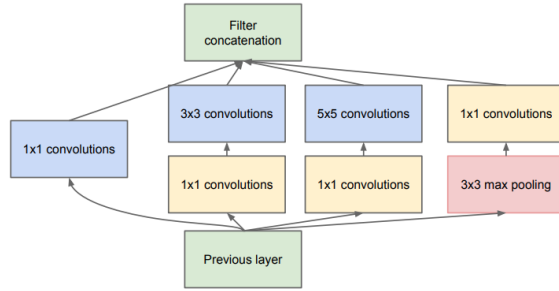 Filter
concatenation
3x3 convolutions
5x5 convolutions
1x1 convolutions
1x1 convolutions
1x1 convolutions
1x1 convolutions
3x3 max pooling
Previous layer